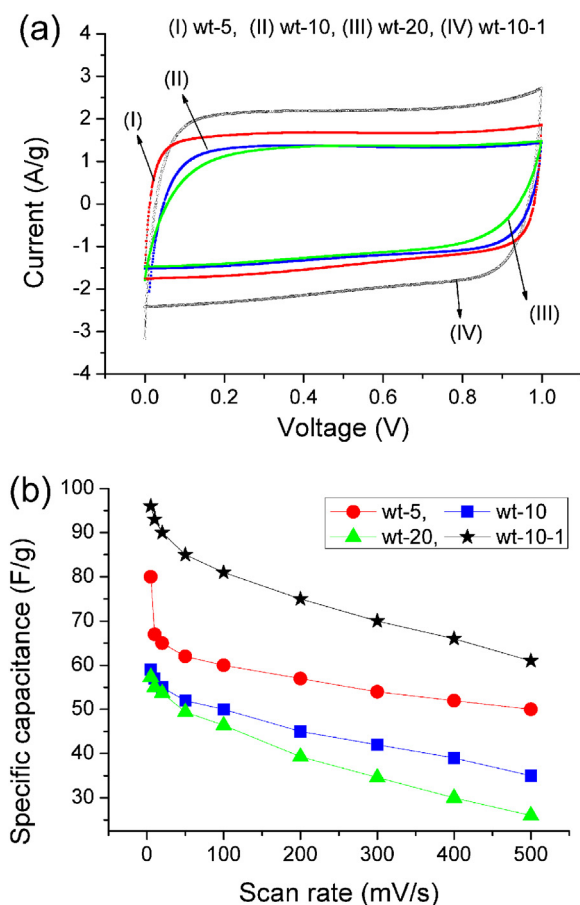 (a) (I) wt-5, (II) wt-10, (III) wt-20, (IV) wt-10-1
4
3
2
1
0
-1
-2
-3
-4
Current (A/g)
(I)
(II)
(III)
(IV)
0.0 0.2 0.4 0.6 0.8 1.0
Voltage (V)
(b)
100
90
80
70
60
50
40
30
Specific capacitance (F/g)
wt-5, wt-10
wt-20, wt-10-1
0 100 200 300 400 500
Scan rate (mV/s)